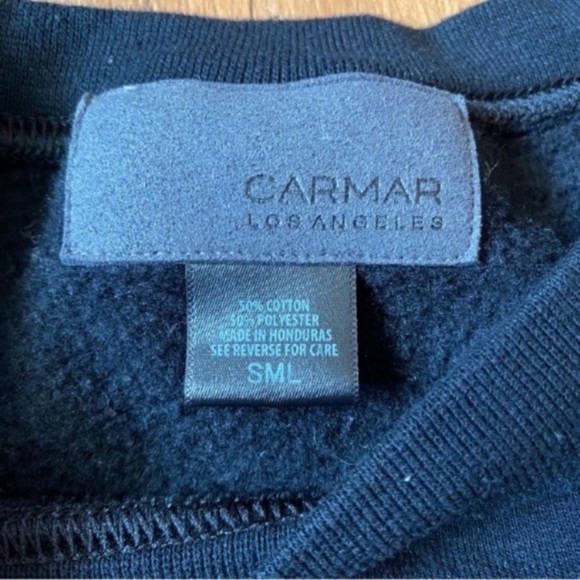 CARMAR
LOS ANGELES
50% COTTON
50% POLYESTER
MADE IN HONDURAS
SEE REVERSE FOR CARE
SML